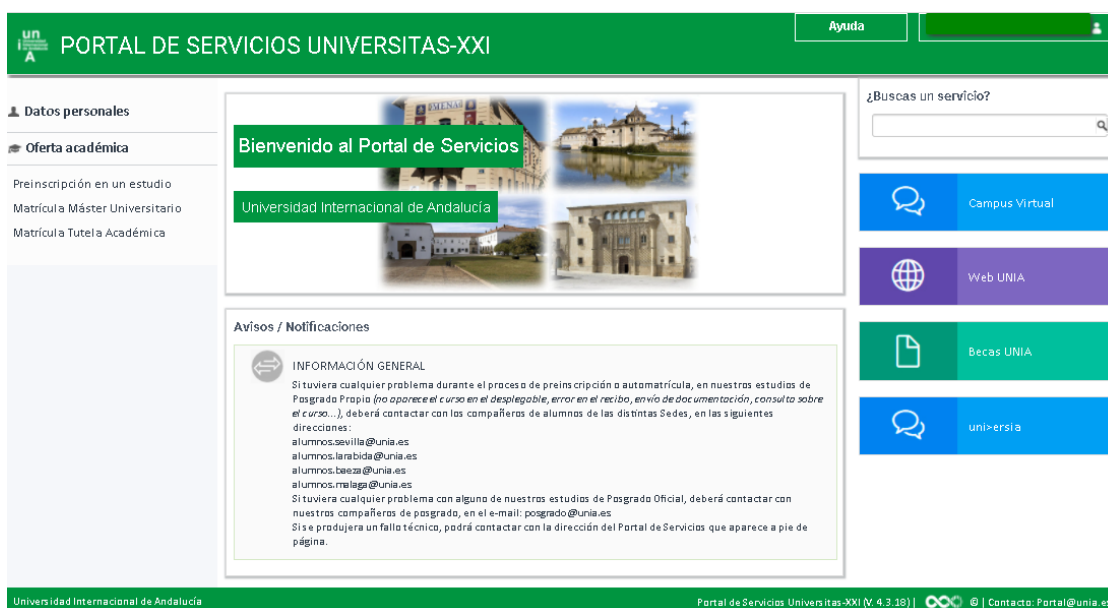 un
i
A
PORTAL DE SERVICIOS UNIVERSITAS-XXI
Ayuda
Datos personales
Oferta académica
Preinscripción en un estudio
Matrícula Máster Universitario
Matrícula Tutela Académica
Bienvenido al Portal de Servicios
Universidad Internacional de Andalucía
Avisos / Notificaciones
INFORMACIÓN GENERAL
Si tuviera cualquier problema durante el proceso de preinscripción o automatrícula, en nuestros estudios de
Posgrado Propio (no aparece el curso en el desplegable, error en el recibo, envío de documentación, consulta sobre
el curso...), deberá contactar con los compañeros de alumnos de las distintas Sedes, en las siguientes
direcciones:
alumnos.sevilla@unia.es
alumnos.larabida@unia.es
alumnos.baeza@unia.es
alumnos.malaga@unia.es
Si tuviera cualquier problema con alguno de nuestros estudios de Posgrado Oficial, deberá contactar con
nuestros compañeros de posgrado, en el e-mail: posgrado@unia.es
Si se produjera un fallo técnico, podrá contactar con la dirección del Portal de Servicios que aparece a pie de
página.
¿Buscas un servicio?
Campus Virtual
Web UNIA
Becas UNIA
uni>ersia
Universidad Internacional de Andalucía
Portal de Servicios Universitas-XXI (V. 4.3.18) | © | Contacto: Portal@unia.es